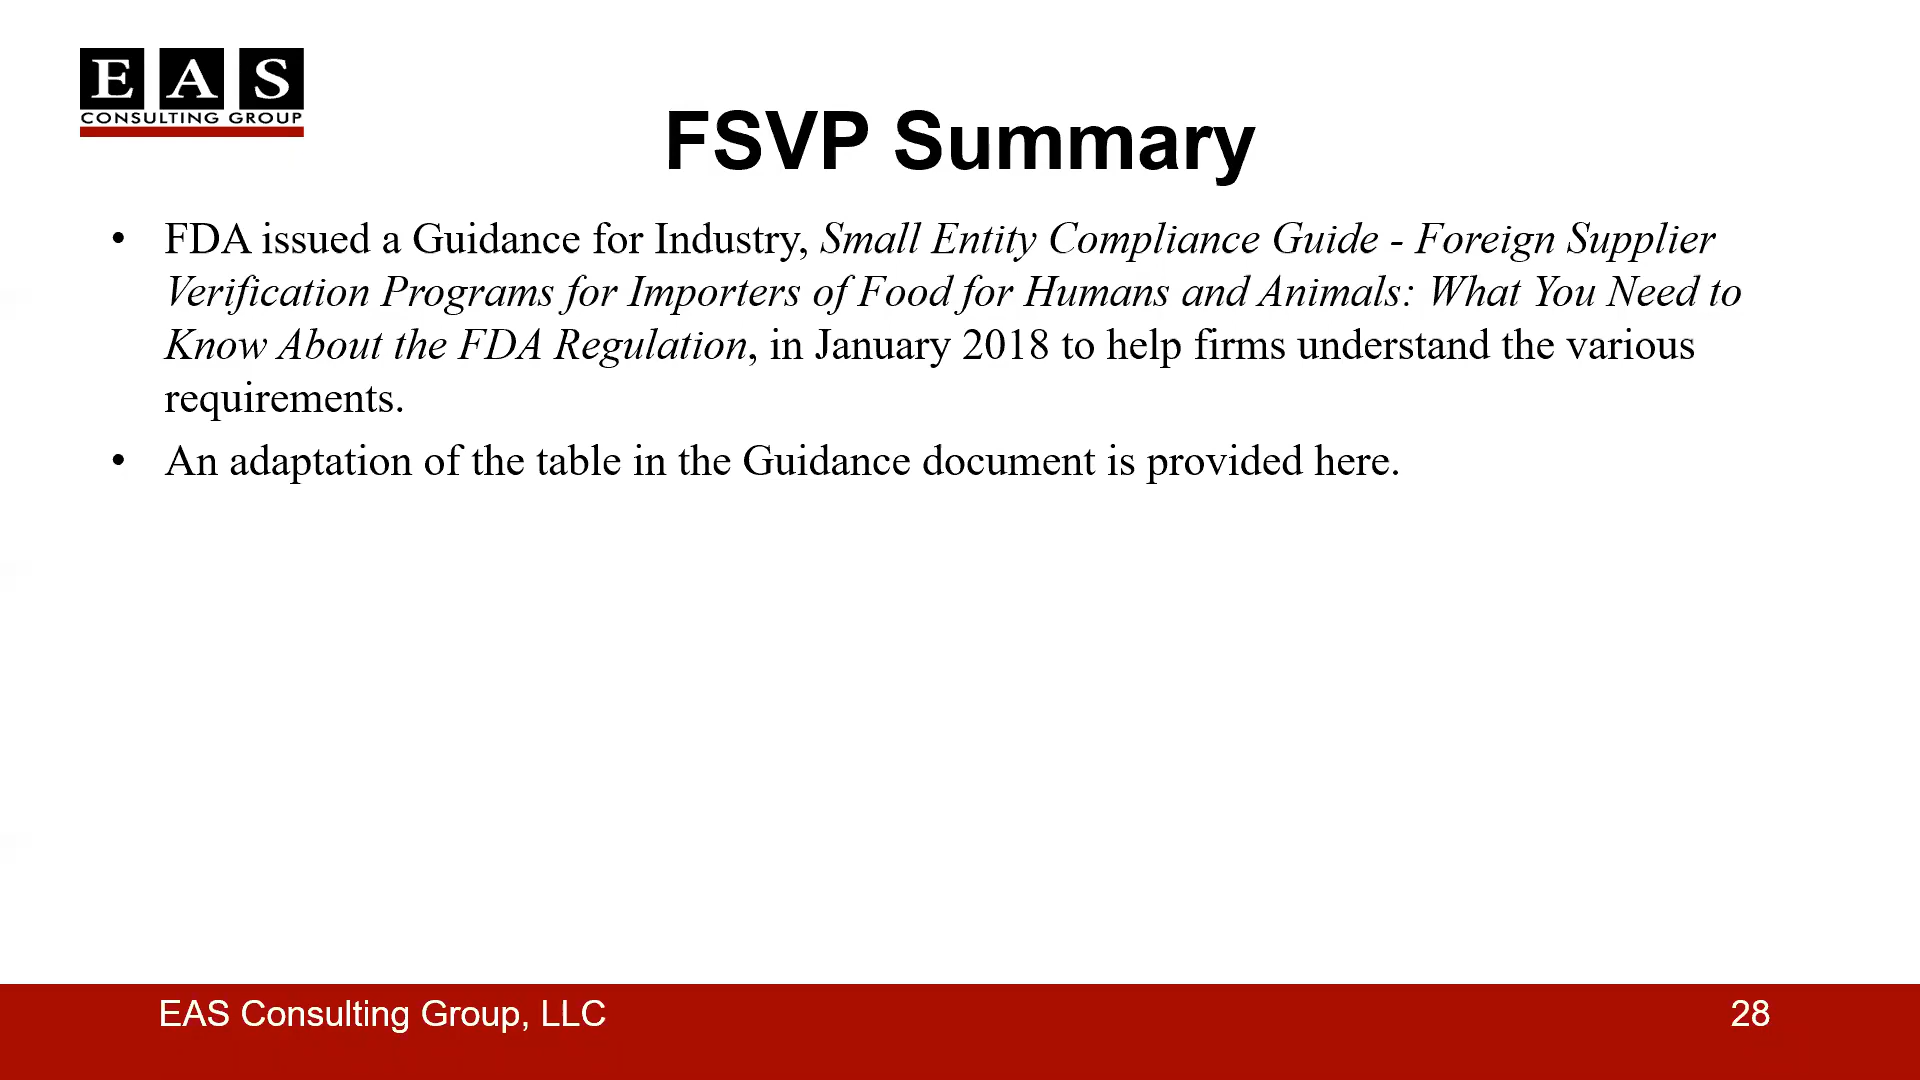 E A S
CONSULTING GROUP
FSVP Summary
• FDA issued a Guidance for Industry, Small Entity Compliance Guide - Foreign Supplier
Verification Programs for Importers of Food for Humans and Animals: What You Need to
Know About the FDA Regulation, in January 2018 to help firms understand the various
requirements.
• An adaptation of the table in the Guidance document is provided here.
EAS Consulting Group, LLC
28